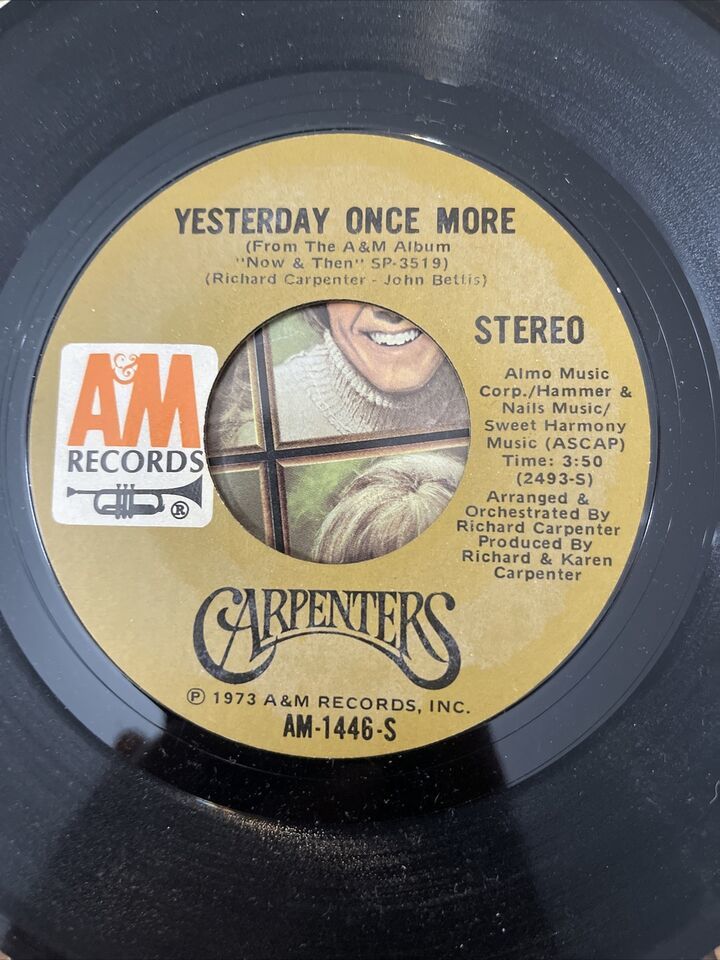 YESTERDAY ONCE MORE
(From The A&M Album
"Now & Then" SP-3519)
(Richard Carpenter - John Bettis)
STEREO
A&M
RECORDS
®
Almo Music
Corp./Hammer &
Nails Music/
Sweet Harmony
Music (ASCAP)
Time: 3:50
(2493-S)
Arranged &
Orchestrated By
Richard Carpenter
Produced By
Richard & Karen
Carpenter
CARPENTERS
℗ 1973 A&M RECORDS, INC.
AM-1446-S